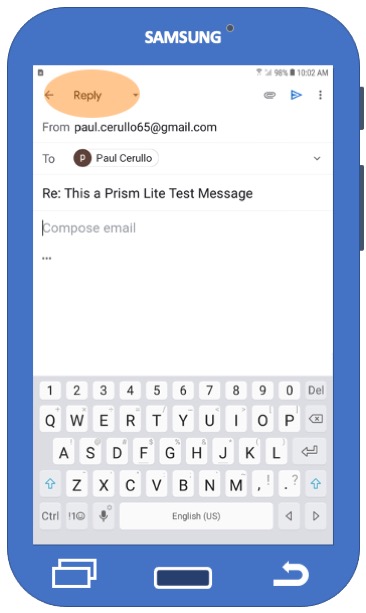 SAMSUNG
98% 10:02 AM
Reply
From paul.cerullo65@gmail.com
To P Paul Cerullo
Re: This a Prism Lite Test Message
Compose email
1 2 3 4 5 6 7 8 9 0 Del
Q W E R T Y U I O P
A S D F G H J K L
Z X C V B N M , ! . ?
Ctrl !1☺ English (US)